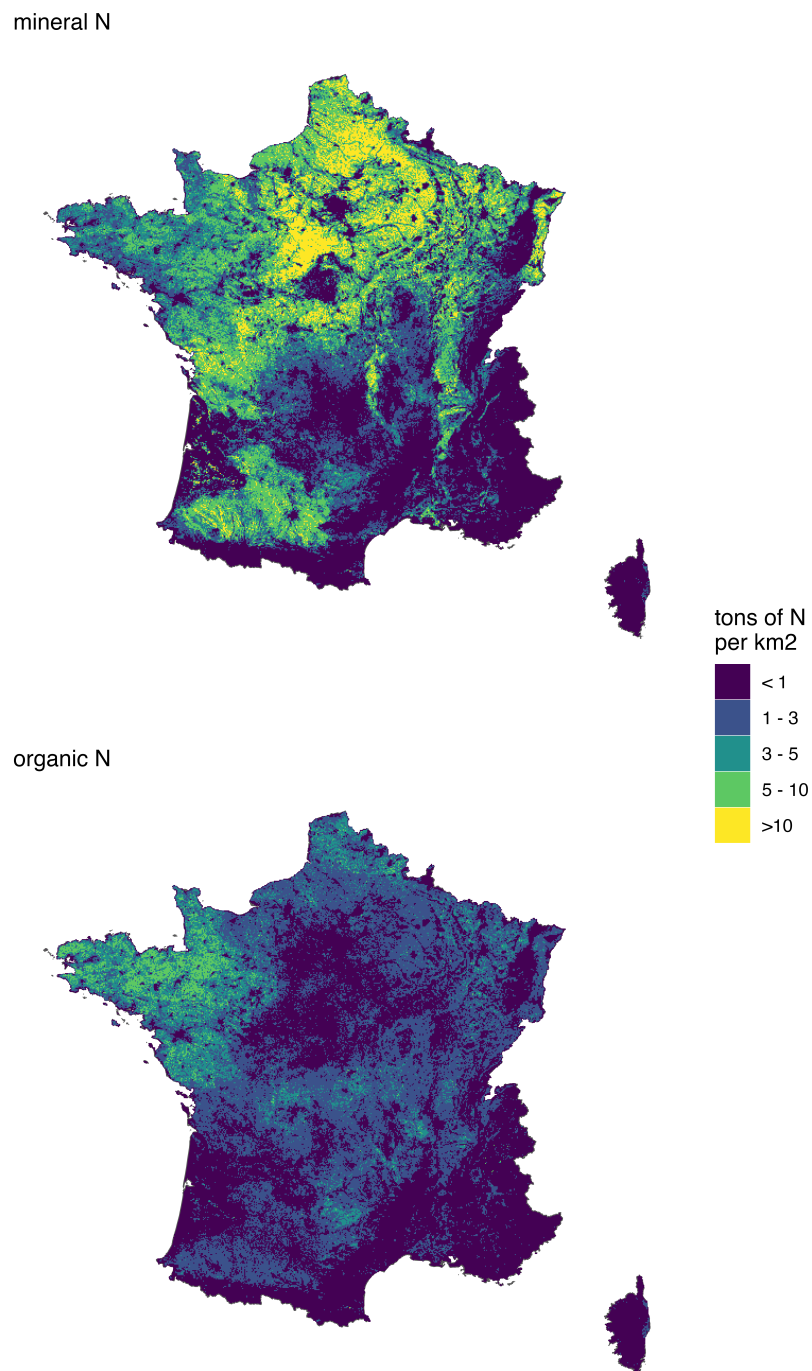 mineral N
tons of N
per km2
< 1
1 - 3
3 - 5
5 - 10
>10
organic N